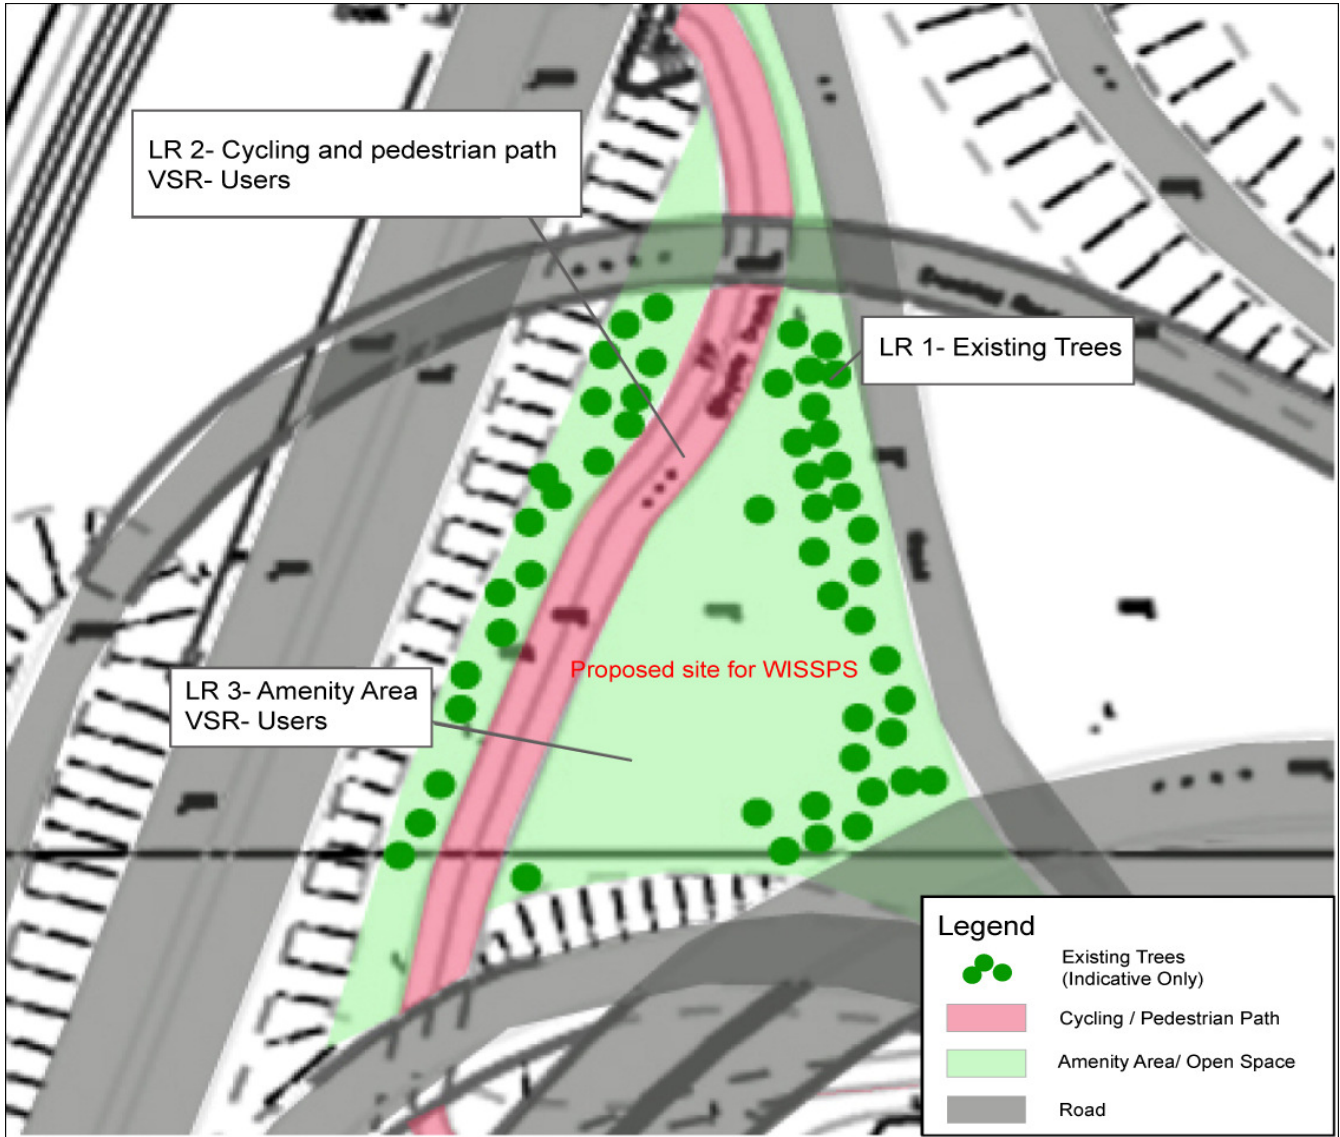 LR 2- Cycling and pedestrian path
VSR- Users
LR 1- Existing Trees
Proposed site for WISSPS
LR 3- Amenity Area
VSR- Users
Legend
Existing Trees
(Indicative Only)
Cycling / Pedestrian Path
Amenity Area/ Open Space
Road